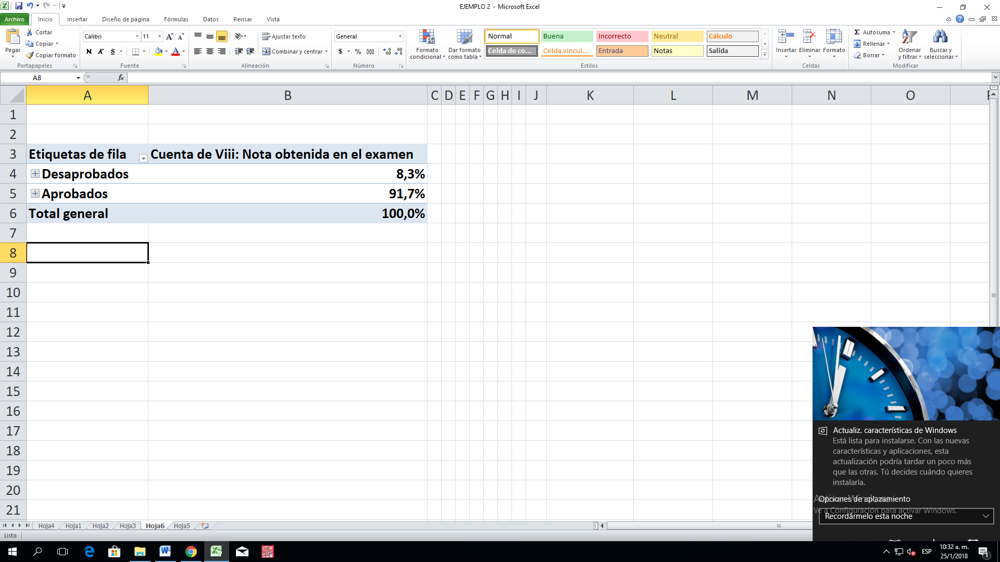 EJEMPLO 2 - Microsoft Excel
Archivo Inicio Insertar Diseño de página Fórmulas Datos Revisar Vista
Pegar
Cortar
Copiar
Copiar formato
Portapapeles
Calibri 11
N K S
Fuente
Ajustar texto
Combinar y centrar
Alineación
General
$ % 000
Número
Formato condicional
Dar formato como tabla
Normal Buena Incorrecto Neutral Cálculo
Celda de co... Celda vincul... Entrada Notas Salida
Estilos
Insertar Eliminar Formato
Celdas
Σ Autosuma
Rellenar
Borrar
Ordenar y filtrar
Buscar y seleccionar
Modificar
A8 fx
A B C D E F G H I J K L M N O
1
2
3 Etiquetas de fila Cuenta de Viii: Nota obtenida en el examen
4 Desaprobados 8,3%
5 Aprobados 91,7%
6 Total general 100,0%
7
8
9
10
11
12
13
14
15
16
17
18
19
20
21
Actualiz. características de Windows
Está lista para instalarse. Con las nuevas
características y aplicaciones, esta
actualización podría tardar un poco más
que las otras. Tú decides cuándo quieres
instalarla.
Activar Windows
Opciones de aplazamiento
Ve a Configuración para activar Windows.
Recordármelo esta noche
Hoja4 Hoja1 Hoja2 Hoja3 Hoja6 Hoja5
Listo
ESP
10:32 a. m.
25/1/2018
1